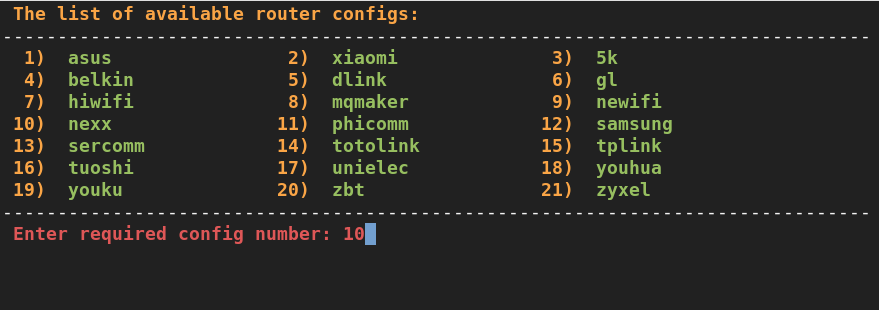 The list of available router configs:
--------------------------------------------------------------------------------
1) asus 2) xiaomi 3) 5k
4) belkin 5) dlink 6) gl
7) hiwifi 8) mqmaker 9) newifi
10) nexx 11) phicomm 12) samsung
13) sercomm 14) totolink 15) tplink
16) tuoshi 17) unielec 18) youhua
19) youku 20) zbt 21) zyxel
--------------------------------------------------------------------------------
Enter required config number: 10